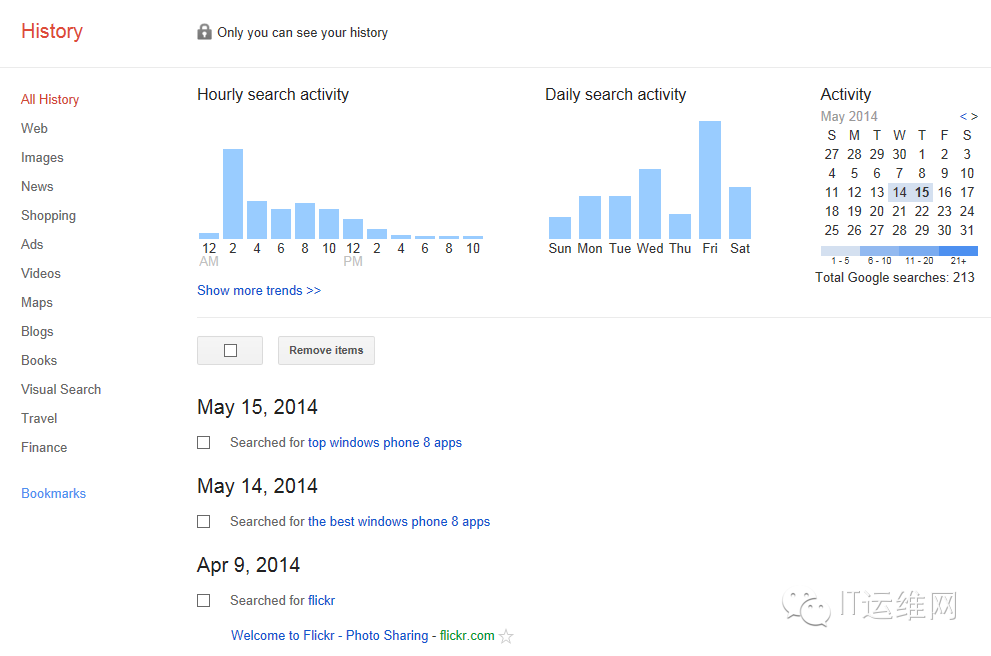 History
Only you can see your history
All History
Web
Images
News
Shopping
Ads
Videos
Maps
Blogs
Books
Visual Search
Travel
Finance
Bookmarks
Hourly search activity
12 2 4 6 8 10 12 2 4 6 8 10
AM PM
Show more trends >>
Daily search activity
Sun Mon Tue Wed Thu Fri Sat
Activity
May 2014 < >
S M T W T F S
27 28 29 30 1 2 3
4 5 6 7 8 9 10
11 12 13 14 15 16 17
18 19 20 21 22 23 24
25 26 27 28 29 30 31
1 - 5 6 - 10 11 - 20 21+
Total Google searches: 213
Remove items
May 15, 2014
Searched for top windows phone 8 apps
May 14, 2014
Searched for the best windows phone 8 apps
Apr 9, 2014
Searched for flickr
Welcome to Flickr - Photo Sharing - flickr.com
IT运维网